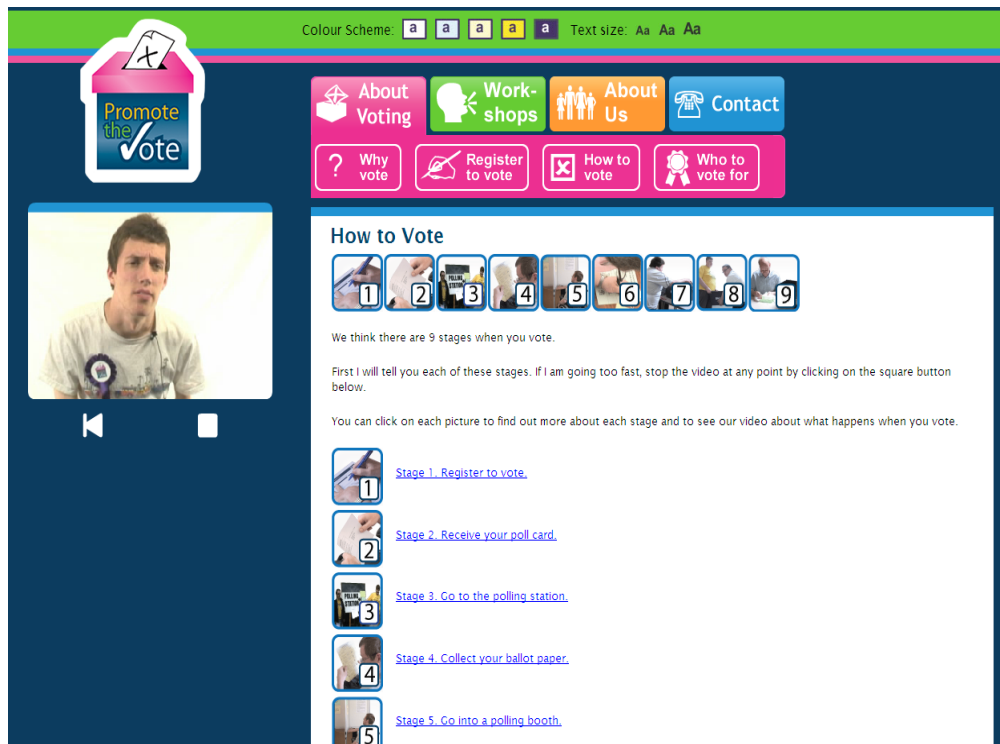 Colour Scheme: a a a a a Text size: Aa Aa Aa
Promote
the
Vote
About
Voting
Work-
shops
About
Us
Contact
? Why
vote
Register
to vote
How to
vote
Who to
vote for
How to Vote
1 2 3 4 5 6 7 8 9
POLLING
STATION
We think there are 9 stages when you vote.
First I will tell you each of these stages. If I am going too fast, stop the video at any point by clicking on the square button
below.
You can click on each picture to find out more about each stage and to see our video about what happens when you vote.
1 Stage 1. Register to vote.
2 Stage 2. Receive your poll card.
POLLING
STATION
3 Stage 3. Go to the polling station.
4 Stage 4. Collect your ballot paper.
5 Stage 5. Go into a polling booth.